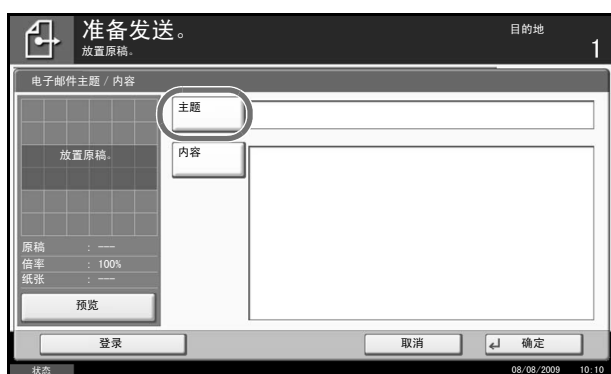 准备发送。
放置原稿。
目的地
1
电子邮件主题 / 内容
主题
放置原稿。
内容
原稿 : ---
倍率 : 100%
纸张 : ---
预览
登录
取消
确定
状态
08/08/2009 10:10